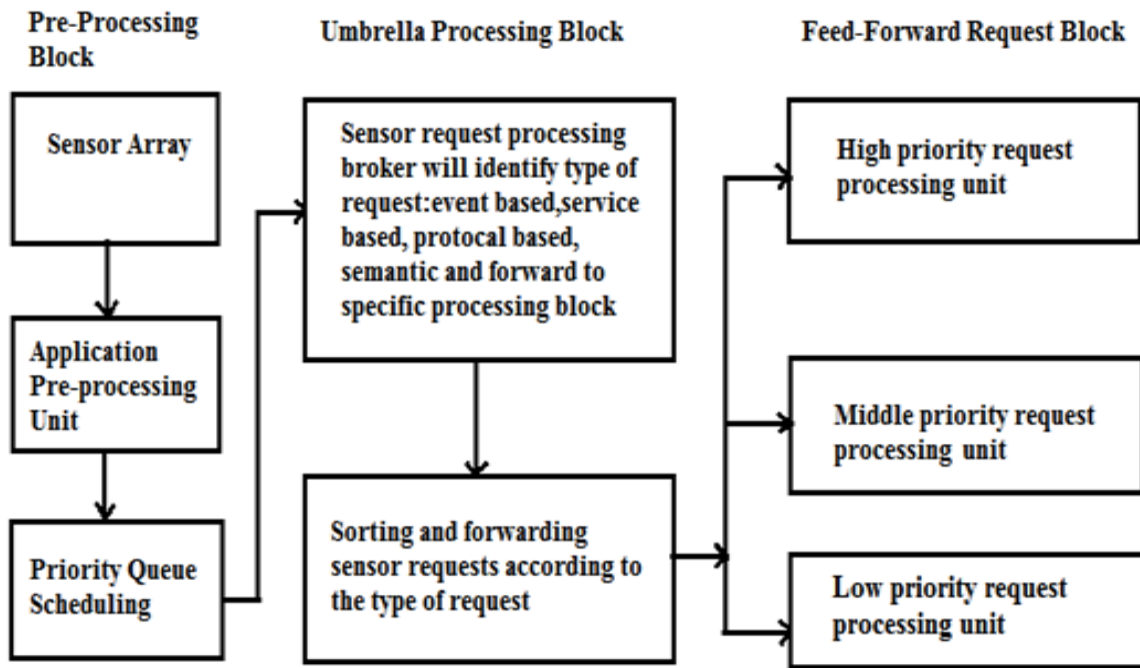 Pre-Processing
Block
Sensor Array
Application
Pre-processing
Unit
Priority Queue
Scheduling
Umbrella Processing Block
Sensor request processing
broker will identify type of
request:event based,service
based, protocal based,
semantic and forward to
specific processing block
Sorting and forwarding
sensor requests according to
the type of request
Feed-Forward Request Block
High priority request
processing unit
Middle priority request
processing unit
Low priority request
processing unit